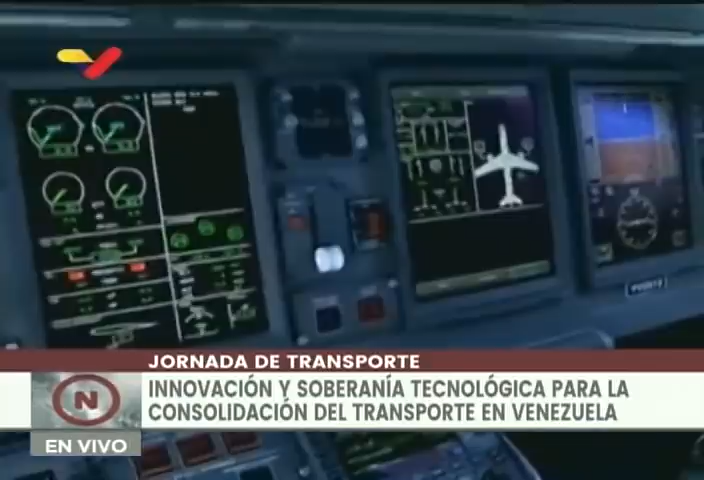 JORNADA DE TRANSPORTE
INNOVACIÓN Y SOBERANÍA TECNOLÓGICA PARA LA
CONSOLIDACIÓN DEL TRANSPORTE EN VENEZUELA
N
EN VIVO